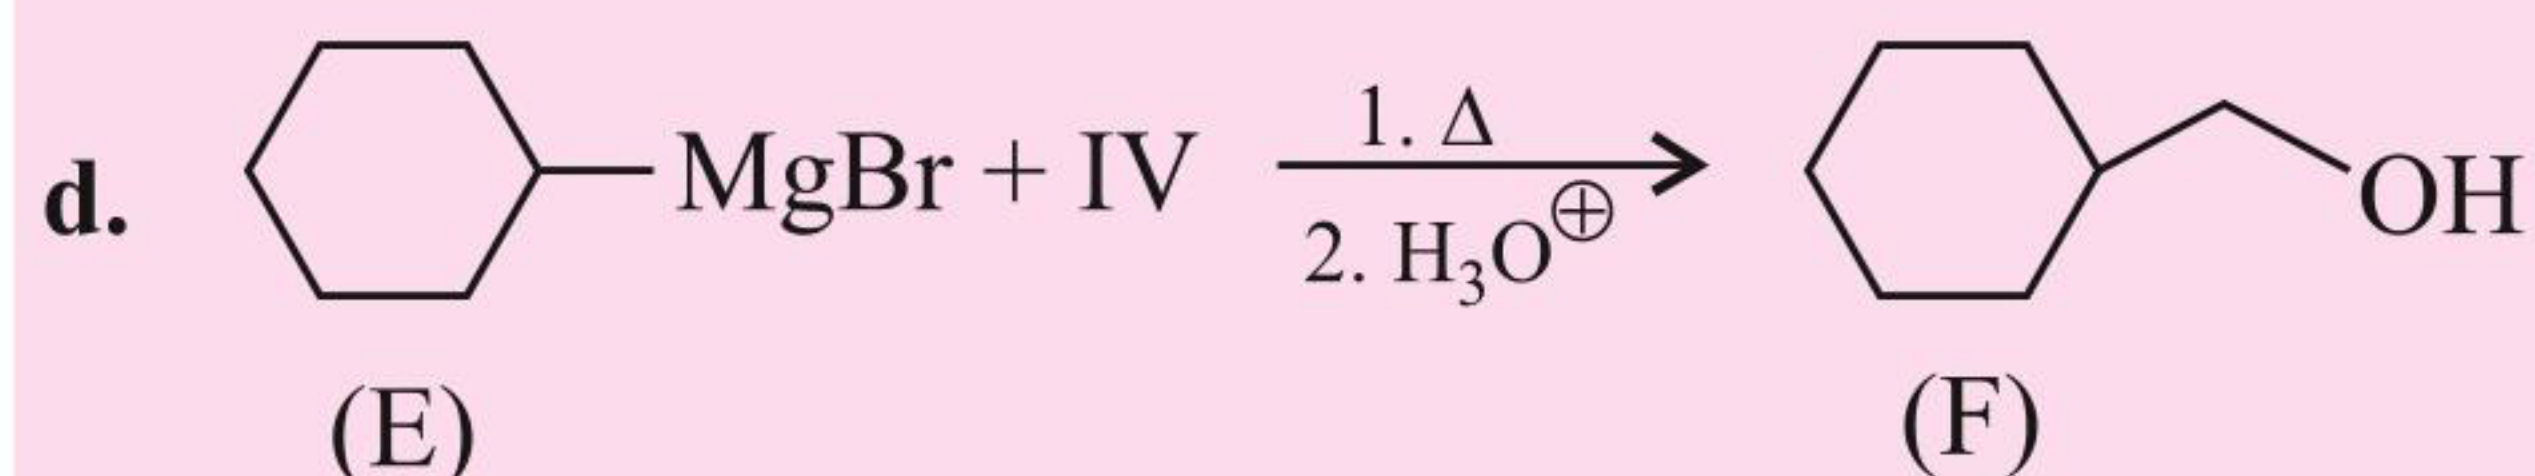 d. MgBr + IV 1. Δ 2. H₃O⊕ OH
(E) (F)